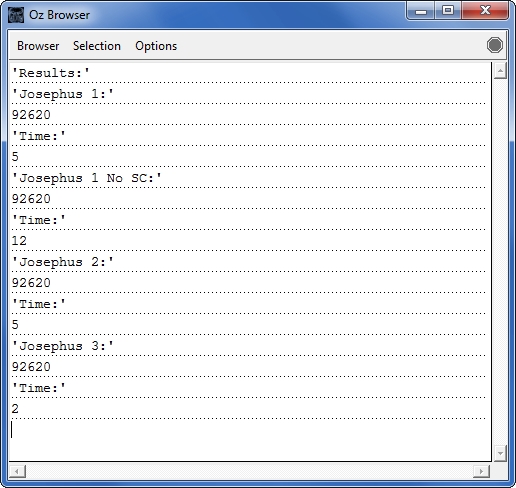 Oz Browser
Browser Selection Options
'Results:'
'Josephus 1:'
92620
'Time:'
5
'Josephus 1 No SC:'
92620
'Time:'
12
'Josephus 2:'
92620
'Time:'
5
'Josephus 3:'
92620
'Time:'
2